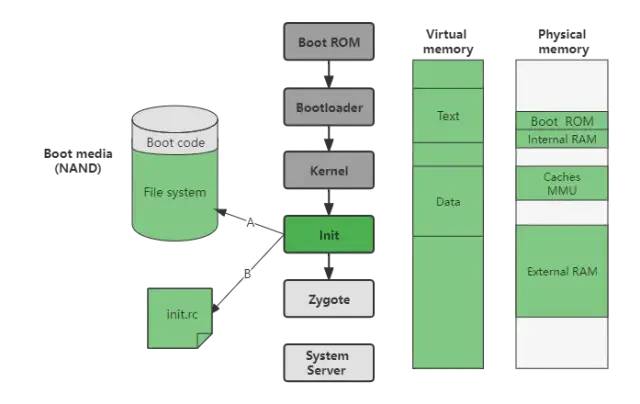 Boot ROM
Bootloader
Kernel
Init
Zygote
System
Server
Boot media
(NAND)
Boot code
File system
A
B
init.rc
Virtual
memory
Text
Data
Physical
memory
Boot ROM
Internal RAM
Caches
MMU
External RAM